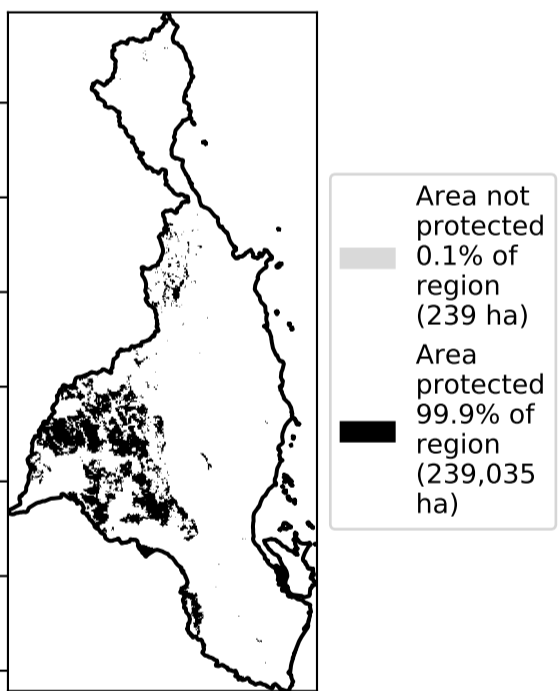 Area not
protected
0.1% of
region
(239 ha)
Area
protected
99.9% of
region
(239,035
ha)